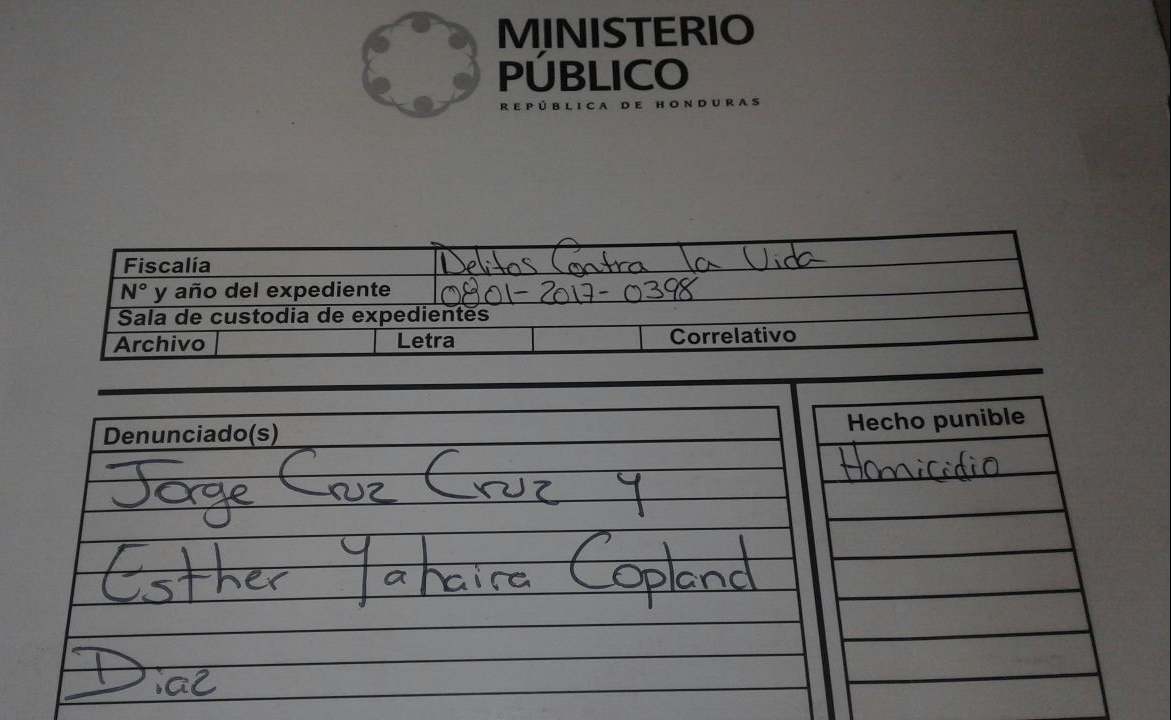 MINISTERIO
PÚBLICO
REPÚBLICA DE HONDURAS
Fiscalía Delitos Contra la Vida
N° y año del expediente 0801-2017-0398
Sala de custodia de expedientes
Archivo Letra Correlativo
Denunciado(s)
Jorge Cruz Cruz y
Esther Yahaira Copland
Diaz
Hecho punible
Homicidio